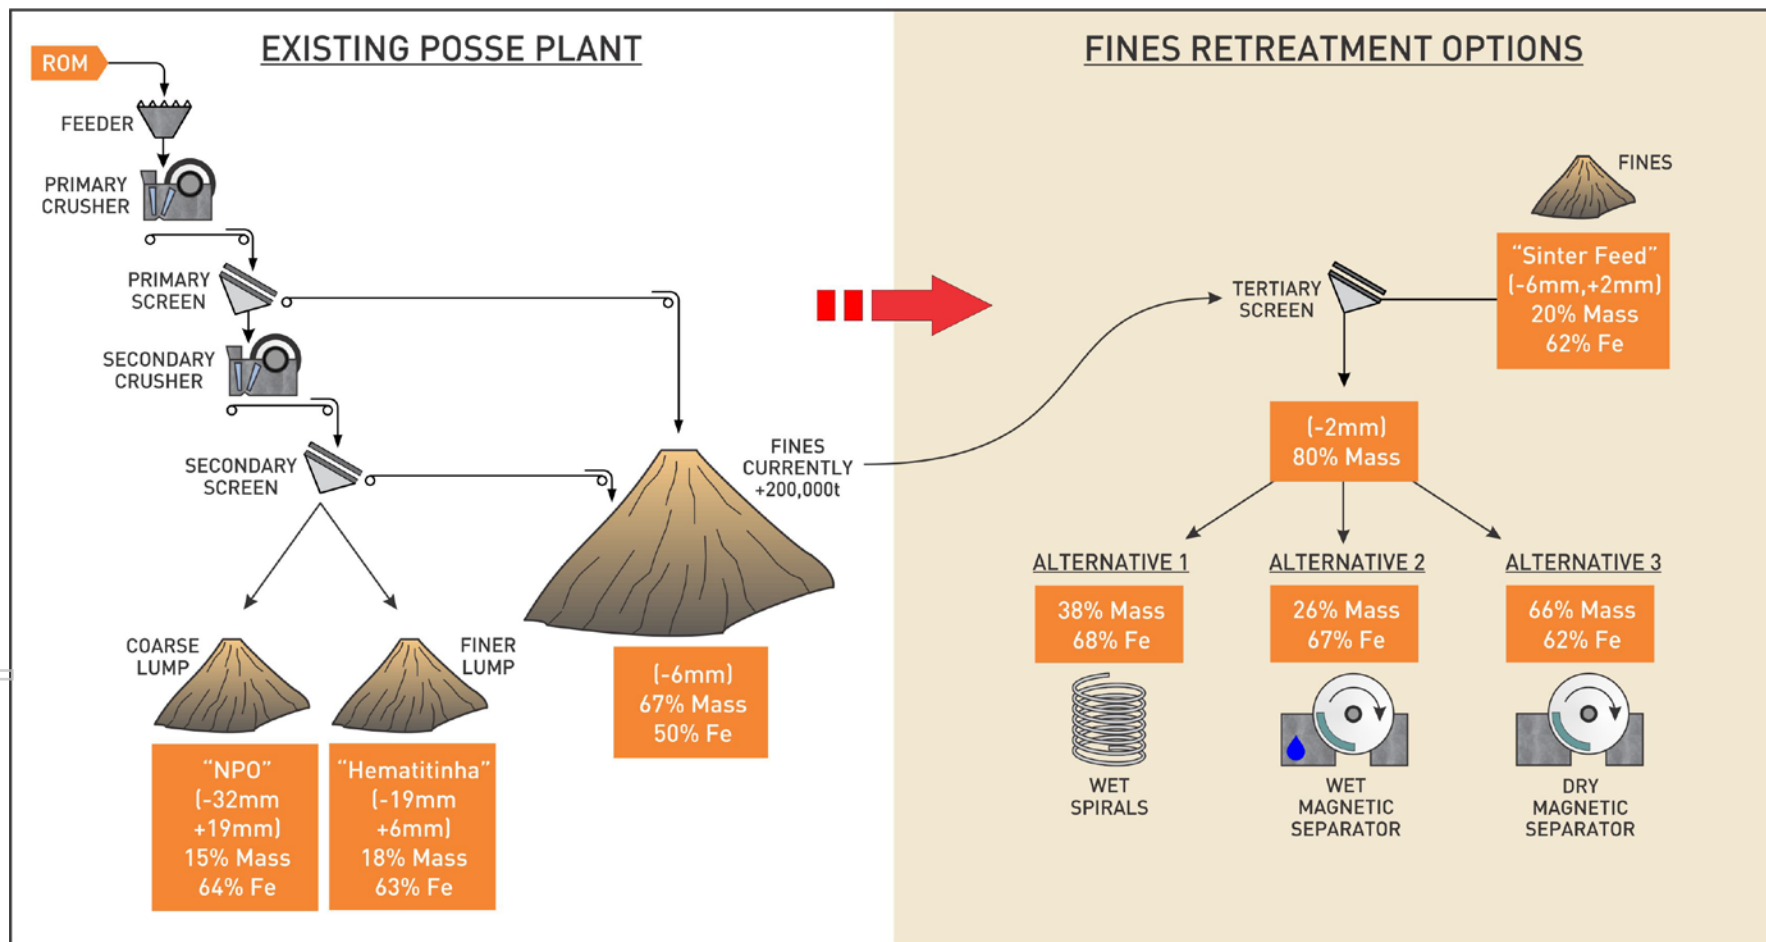 EXISTING POSSE PLANT
ROM
FEEDER
PRIMARY
CRUSHER
PRIMARY
SCREEN
SECONDARY
CRUSHER
SECONDARY
SCREEN
COARSE
LUMP
"NPO"
(-32mm
+19mm)
15% Mass
64% Fe
FINER
LUMP
"Hematitinha"
(-19mm
+6mm)
18% Mass
63% Fe
FINES
CURRENTLY
+200,000t
(-6mm)
67% Mass
50% Fe
FINES RETREATMENT OPTIONS
FINES
"Sinter Feed"
(-6mm,+2mm)
20% Mass
62% Fe
TERTIARY
SCREEN
(-2mm)
80% Mass
ALTERNATIVE 1
38% Mass
68% Fe
WET
SPIRALS
ALTERNATIVE 2
26% Mass
67% Fe
WET
MAGNETIC
SEPARATOR
ALTERNATIVE 3
66% Mass
62% Fe
DRY
MAGNETIC
SEPARATOR